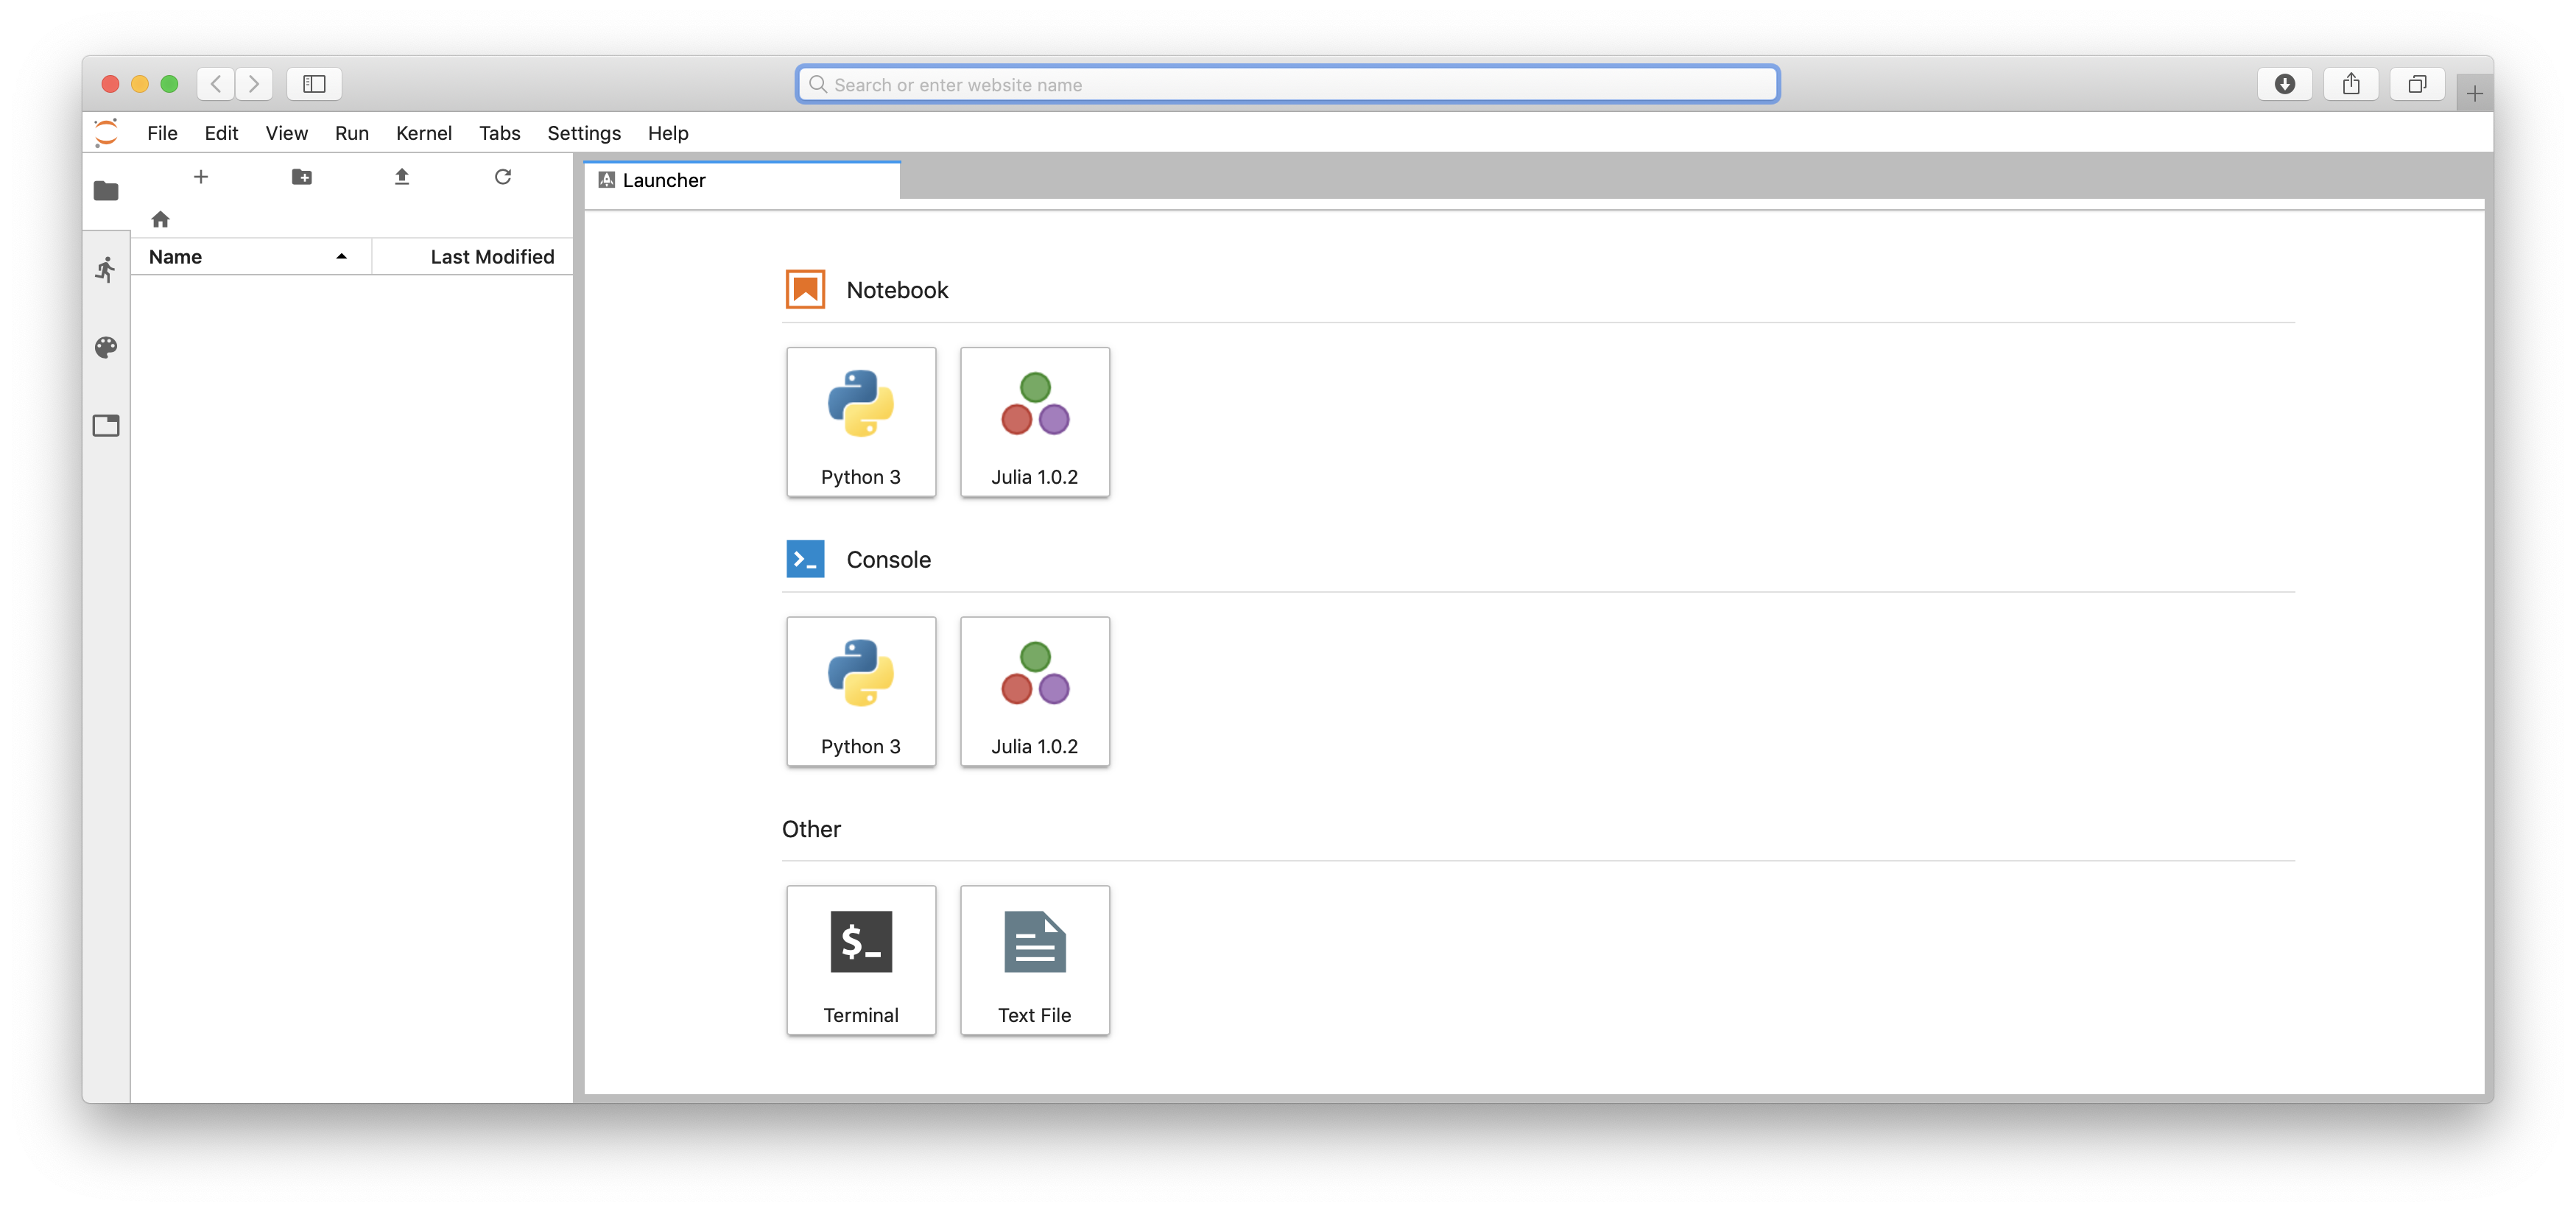 Search or enter website name
File Edit View Run Kernel Tabs Settings Help
Launcher
Name Last Modified
Notebook
Python 3 Julia 1.0.2
Console
Python 3 Julia 1.0.2
Other
$_
Terminal Text File